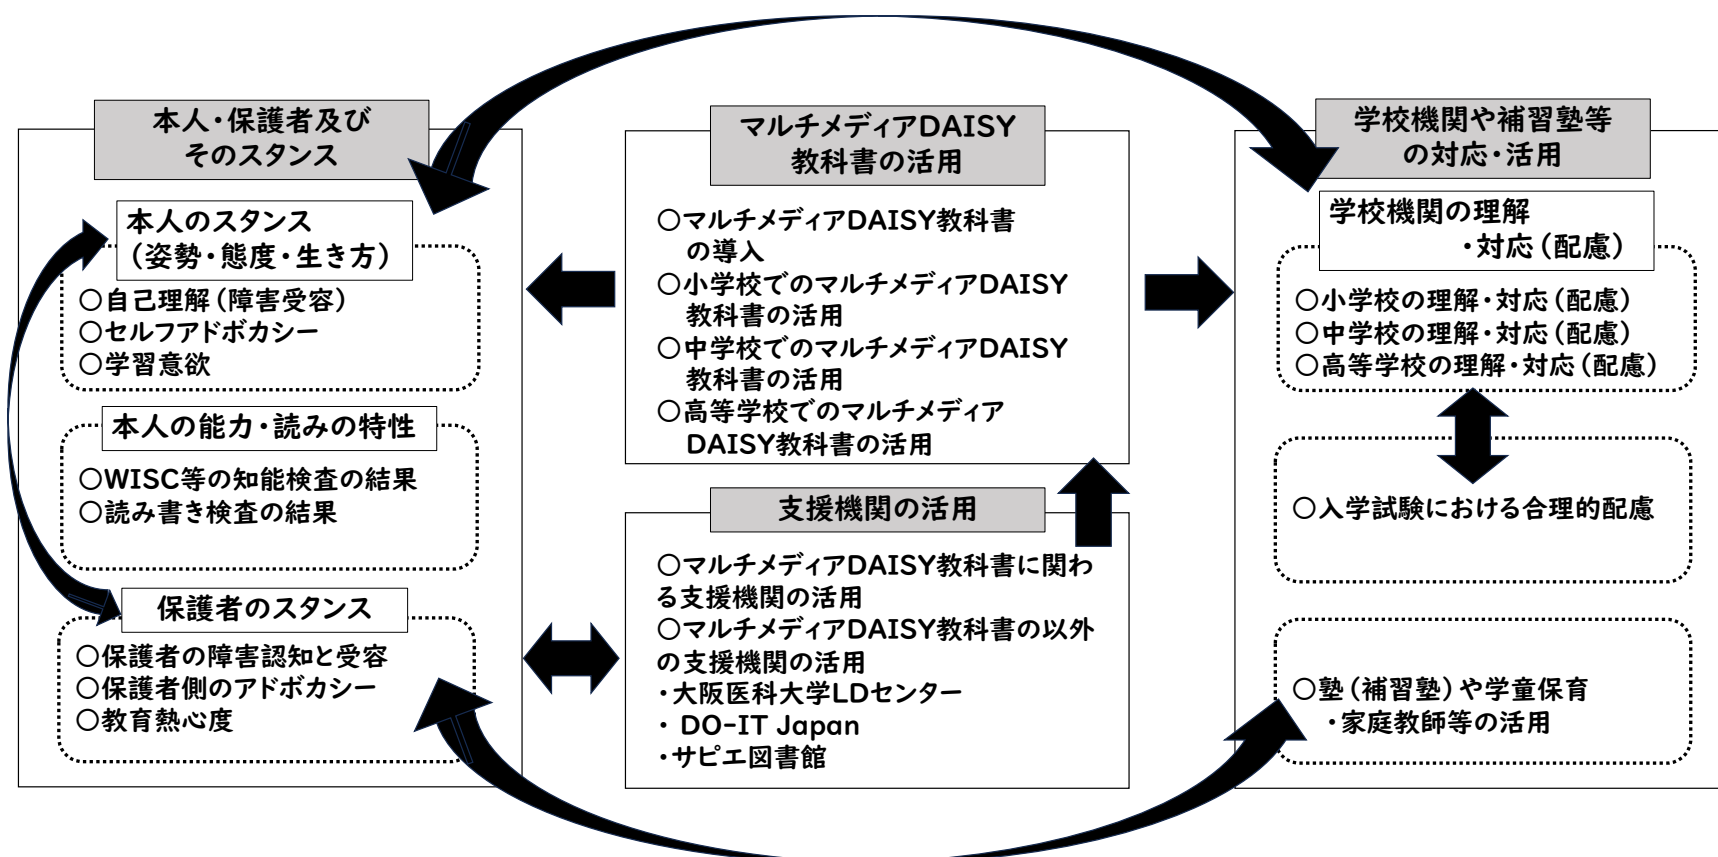 本人・保護者及び
そのスタンス
本人のスタンス
(姿勢・態度・生き方)
○自己理解(障害受容)
○セルフアドボカシー
○学習意欲
本人の能力・読みの特性
○WISC等の知能検査の結果
○読み書き検査の結果
保護者のスタンス
○保護者の障害認知と受容
○保護者側のアドボカシー
○教育熱心度
マルチメディアDAISY
教科書の活用
○マルチメディアDAISY教科書
の導入
○小学校でのマルチメディアDAISY
教科書の活用
○中学校でのマルチメディアDAISY
教科書の活用
○高等学校でのマルチメディア
DAISY教科書の活用
支援機関の活用
○マルチメディアDAISY教科書に関わ
る支援機関の活用
○マルチメディアDAISY教科書の以外
の支援機関の活用
・大阪医科大学LDセンター
・ DO-IT Japan
・サピエ図書館
学校機関や補習塾等
の対応・活用
学校機関の理解
・対応(配慮)
○小学校の理解・対応(配慮)
○中学校の理解・対応(配慮)
○高等学校の理解・対応(配慮)
○入学試験における合理的配慮
○塾(補習塾)や学童保育
・家庭教師等の活用